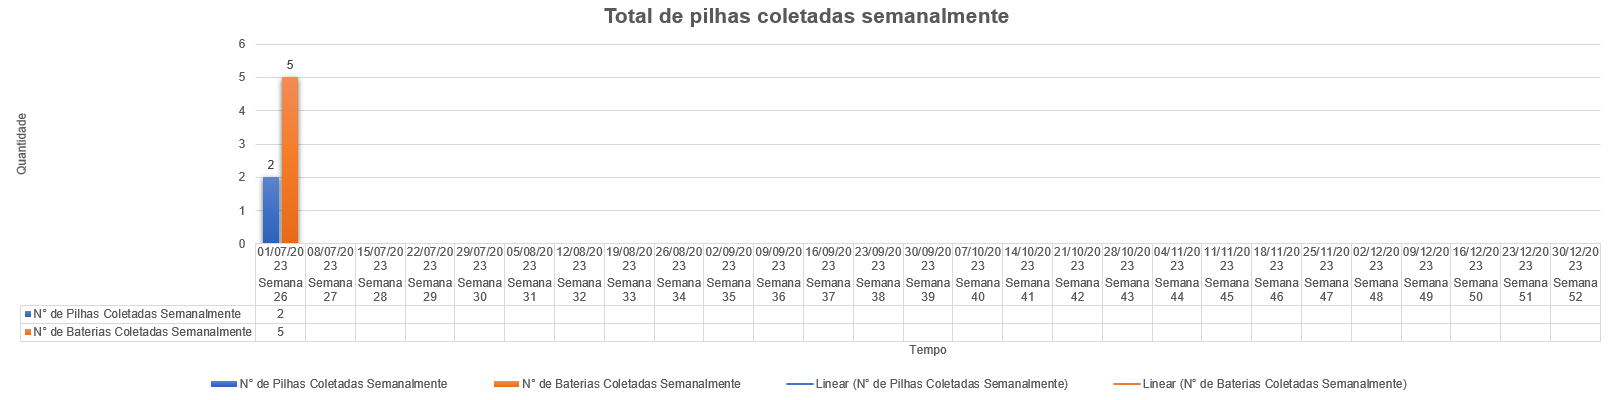 Total de pilhas coletadas semanalmente
Quantidade
6
5
4
3
2
1
0
2
5
01/07/20 08/07/20 15/07/20 22/07/20 29/07/20 05/08/20 12/08/20 19/08/20 26/08/20 02/09/20 09/09/20 16/09/20 23/09/20 30/09/20 07/10/20 14/10/20 21/10/20 28/10/20 04/11/20 11/11/20 18/11/20 25/11/20 02/12/20 09/12/20 16/12/20 23/12/20 30/12/20
23 23 23 23 23 23 23 23 23 23 23 23 23 23 23 23 23 23 23 23 23 23 23 23 23 23 23
Semana Semana Semana Semana Semana Semana Semana Semana Semana Semana Semana Semana Semana Semana Semana Semana Semana Semana Semana Semana Semana Semana Semana Semana Semana Semana Semana
26 27 28 29 30 31 32 33 34 35 36 37 38 39 40 41 42 43 44 45 46 47 48 49 50 51 52
N° de Pilhas Coletadas Semanalmente 2
N° de Baterias Coletadas Semanalmente 5
Tempo
N° de Pilhas Coletadas Semanalmente N° de Baterias Coletadas Semanalmente Linear (N° de Pilhas Coletadas Semanalmente) Linear (N° de Baterias Coletadas Semanalmente)